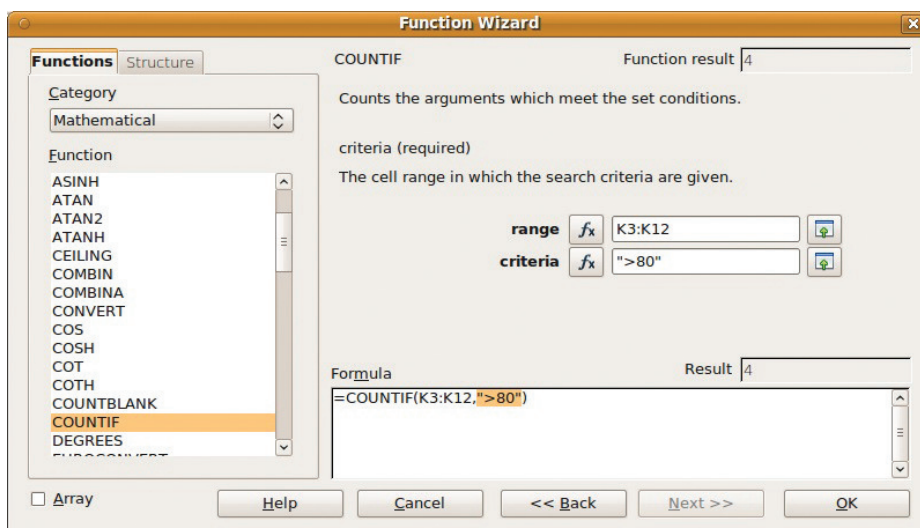 Function Wizard
Functions Structure
Category
Mathematical
Function
ASINH
ATAN
ATAN2
ATANH
CEILING
COMBIN
COMBINA
CONVERT
COS
COSH
COT
COTH
COUNTBLANK
COUNTIF
DEGREES
EUROCONVERT
Array
COUNTIF Function result 4
Counts the arguments which meet the set conditions.
criteria (required)
The cell range in which the search criteria are given.
range fx K3:K12
criteria fx ">80"
Formula Result 4
=COUNTIF(K3:K12,">80")
Help Cancel << Back Next >> OK